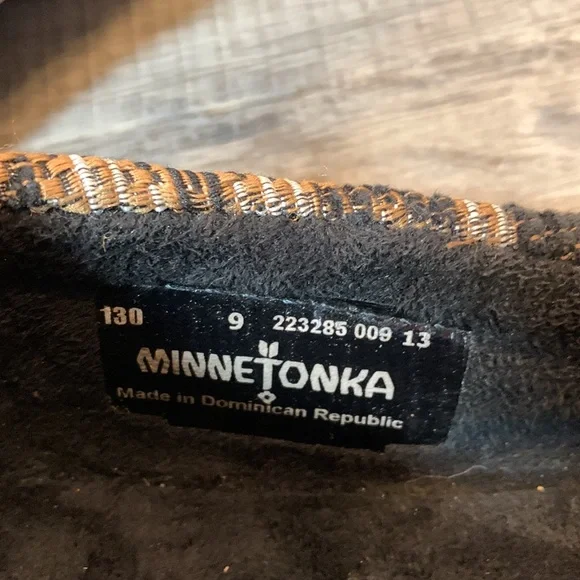 130 9 223285 009 13
MINNETONKA
Made in Dominican Republic